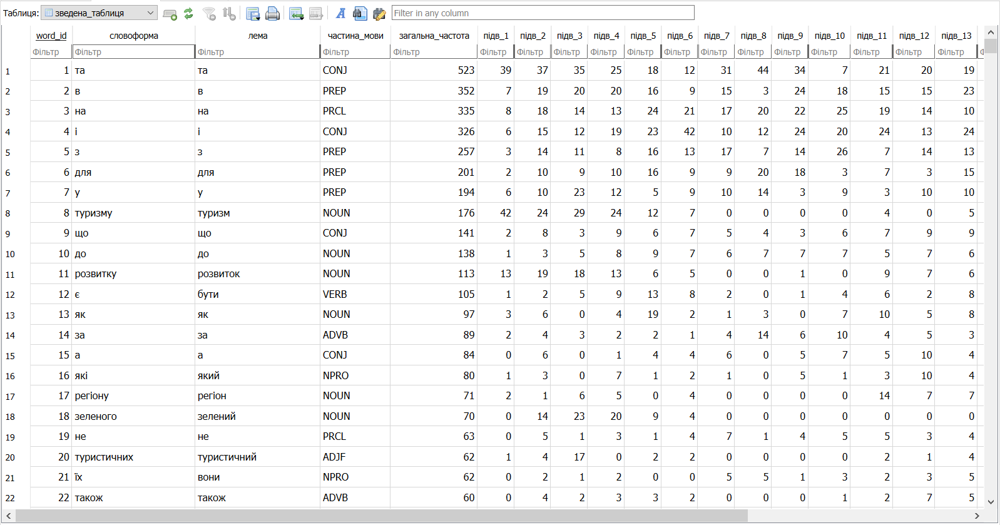 Таблиця: зведена_таблиця Filter in any column
word_id словоформа лема частина_мови загальна_частота підв_1 підв_2 підв_3 підв_4 підв_5 підв_6 підв_7 підв_8 підв_9 підв_10 підв_11 підв_12 підв_13
Фільтр Фільтр Фільтр Фільтр Фільтр Фільтр Фільтр Фільтр Фільтр Фільтр Фільтр Фільтр Фільтр Фільтр Фільтр Фільтр Фільтр Фільтр
1 1 та та CONJ 523 39 37 35 25 18 12 31 44 34 7 21 20 19
2 2 в в PREP 352 7 19 20 20 16 9 15 3 24 18 15 15 23
3 3 на на PRCL 335 8 18 14 13 24 21 17 20 22 25 19 14 10
4 4 і і CONJ 326 6 15 12 19 23 42 10 12 24 20 24 13 24
5 5 з з PREP 257 3 14 11 8 16 13 17 7 14 26 7 14 13
6 6 для для PREP 201 2 10 9 10 16 9 9 20 18 3 7 3 15
7 7 у у PREP 194 6 10 23 12 5 9 10 14 3 9 3 10 10
8 8 туризму туризм NOUN 176 42 24 29 24 12 7 0 0 0 0 4 0 5
9 9 що що CONJ 141 2 8 3 9 6 7 5 4 3 6 7 9 9
10 10 до до NOUN 138 1 3 5 8 9 7 6 7 7 7 5 7 6
11 11 розвитку розвиток NOUN 113 13 19 18 13 6 5 0 0 1 0 9 7 6
12 12 є бути VERB 105 1 2 5 9 13 8 2 0 1 4 6 2 8
13 13 як як NOUN 97 3 6 0 4 19 2 1 3 0 7 10 5 8
14 14 за за ADVB 89 2 4 3 2 2 1 4 14 6 10 4 5 3
15 15 а а CONJ 84 0 6 0 1 4 4 6 0 5 7 5 10 4
16 16 які який NPRO 80 1 3 0 7 1 2 1 0 5 1 3 10 4
17 17 регіону регіон NOUN 71 2 1 6 5 0 4 0 0 0 0 14 7 7
18 18 зеленого зелений NOUN 70 0 14 23 20 9 4 0 0 0 0 0 0 0
19 19 не не PRCL 63 0 5 1 3 1 4 7 1 4 5 5 3 4
20 20 туристичних туристичний ADJF 62 1 4 17 0 2 2 0 0 0 0 2 1 4
21 21 їх вони NPRO 62 0 2 1 2 0 0 5 5 1 3 2 3 5
22 22 також також ADVB 60 0 4 2 3 3 2 0 0 0 1 2 7 5